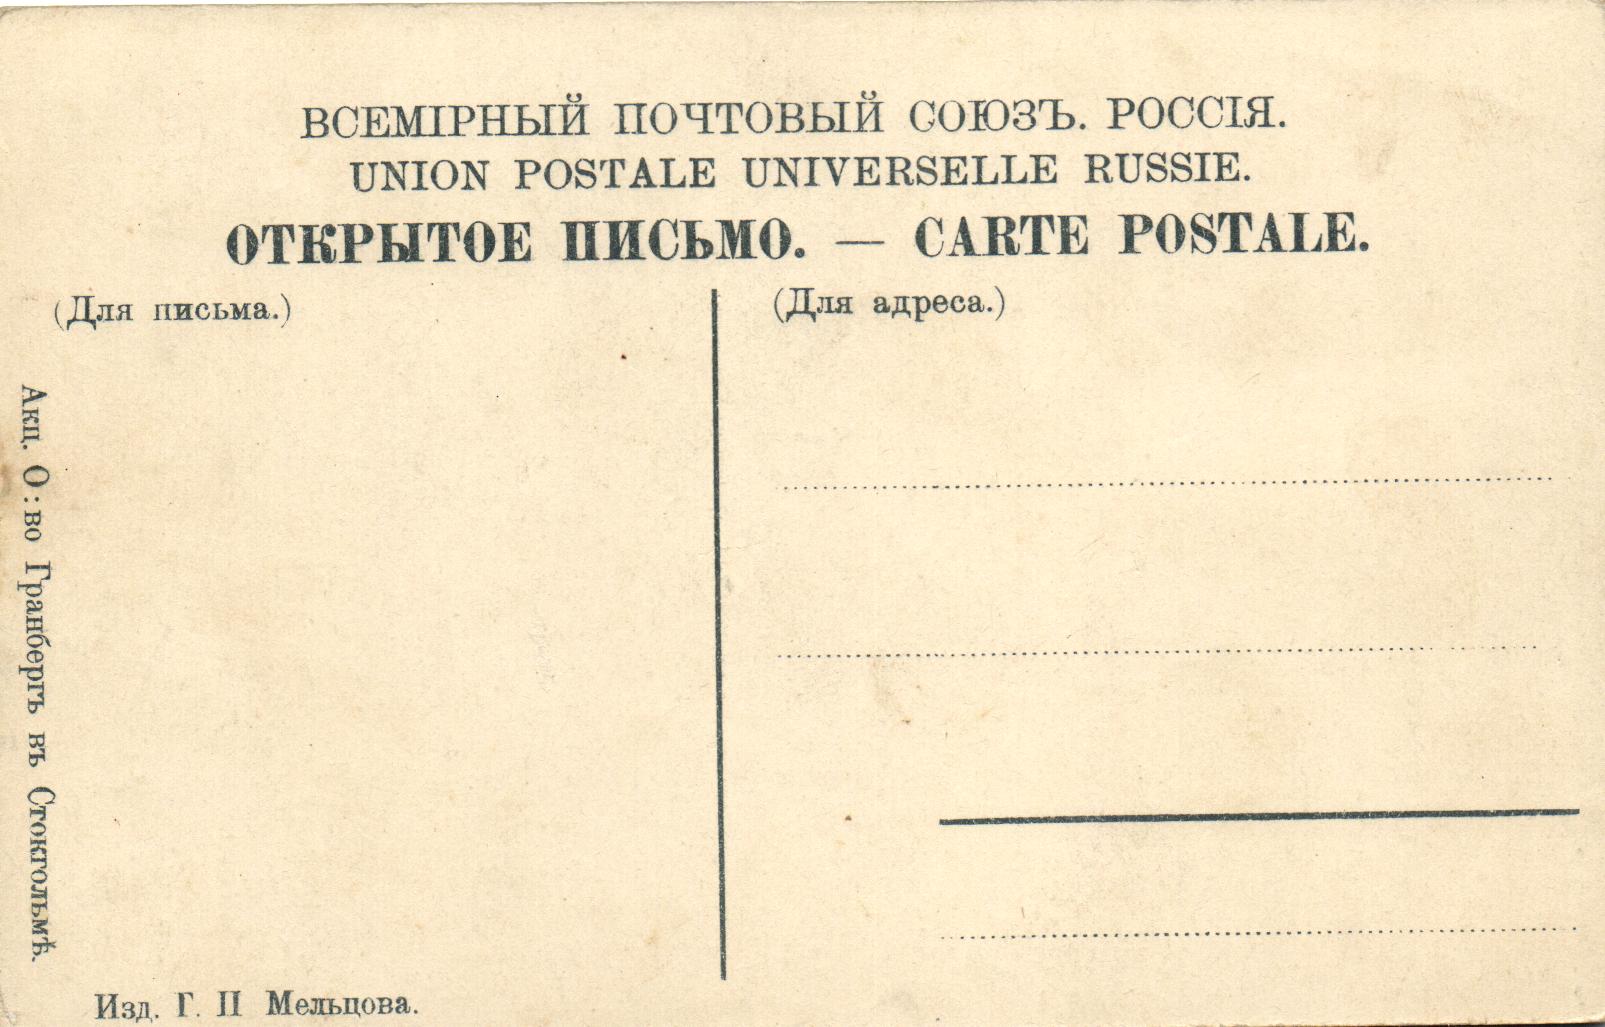 ВСЕМІРНЫЙ ПОЧТОВЫЙ СОЮЗЪ. РОССІЯ.
UNION POSTALE UNIVERSELLE RUSSIE.
ОТКРЫТОЕ ПИСЬМО. — CARTE POSTALE.
(Для письма.)
(Для адреса.)
Акц. О:во Гранбергъ въ Стокгольмѣ.
Изд. Г. П Мельцова.